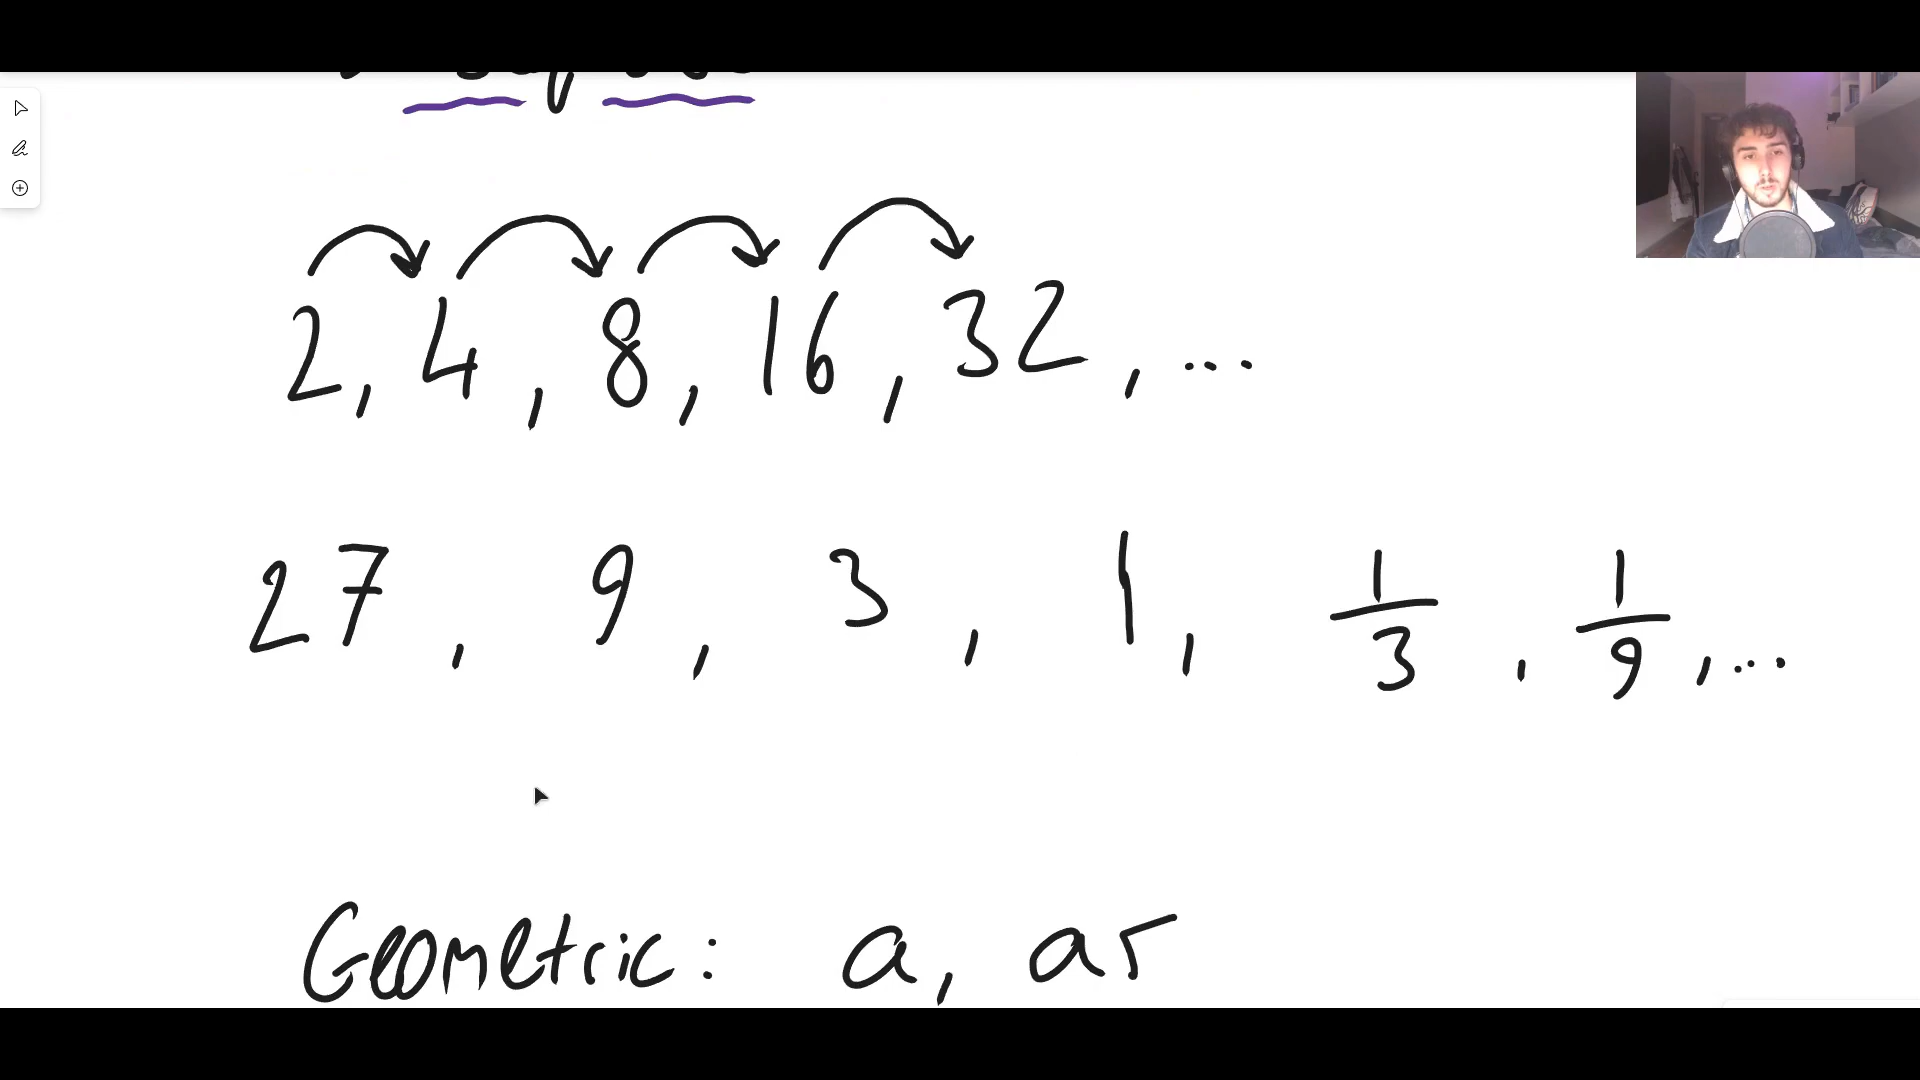 2, 4, 8, 16, 32, ...
27, 9, 3, 1, 1/3, 1/9, ...
Geometric: a, ar